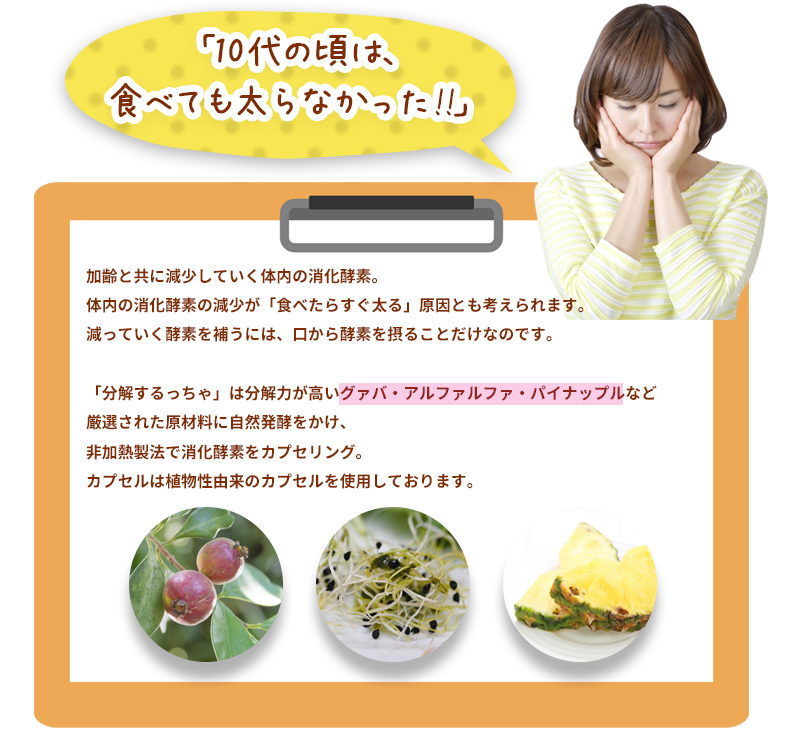 「10代の頃は、
食べても太らなかった!!」
加齢と共に減少していく体内の消化酵素。
体内の消化酵素の減少が「食べたらすぐ太る」原因とも考えられます。
減っていく酵素を補うには、口から酵素を摂ることだけなのです。
「分解するっちゃ」は分解力が高いグァバ・アルファルファ・パイナップルなど
厳選された原材料に自然発酵をかけ、
非加熱製法で消化酵素をカプセリング。
カプセルは植物性由来のカプセルを使用しております。